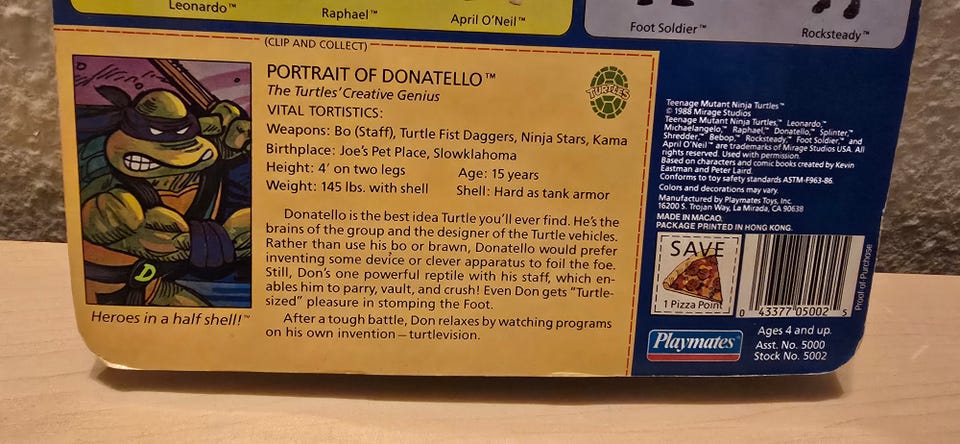 Leonardo™
Raphael™
April O'Neil™
Foot Soldier™
Rocksteady™
(CLIP AND COLLECT)
PORTRAIT OF DONATELLO™
The Turtles' Creative Genius
VITAL TORTISTICS:
Weapons: Bo (Staff), Turtle Fist Daggers, Ninja Stars, Kama
Birthplace: Joe's Pet Place, Slowklahoma
Height: 4' on two legs Age: 15 years
Weight: 145 lbs. with shell Shell: Hard as tank armor
Donatello is the best idea Turtle you'll ever find. He's the
brains of the group and the designer of the Turtle vehicles.
Rather than use his bo or brawn, Donatello would prefer
inventing some device or clever apparatus to foil the foe.
Still, Don's one powerful reptile with his staff, which en-
ables him to parry, vault, and crush! Even Don gets "Turtle-
sized" pleasure in stomping the Foot.
After a tough battle, Don relaxes by watching programs
on his own invention — turtlevision.
TURTLES
D
Heroes in a half shell!™
Teenage Mutant Ninja Turtles™
© 1988 Mirage Studios
Teenage Mutant Ninja Turtles,™ Leonardo,™
Michaelangelo,™ Raphael,™ Donatello,™ Splinter,™
Shredder,™ Bebop,™ Rocksteady,™ Foot Soldier,™ and
April O'Neil™ are trademarks of Mirage Studios USA. All
rights reserved. Used with permission.
Based on characters and comic books created by Kevin
Eastman and Peter Laird.
Conforms to toy safety standards ASTM-F963-86.
Colors and decorations may vary.
Manufactured by Playmates Toys, Inc.
16200 S. Trojan Way, La Mirada, CA 90638
MADE IN MACAO.
PACKAGE PRINTED IN HONG KONG.
SAVE
1 Pizza Point
0 43377 05002 5
Proof-of-Purchase
Playmates®
Ages 4 and up.
Asst. No. 5000
Stock No. 5002